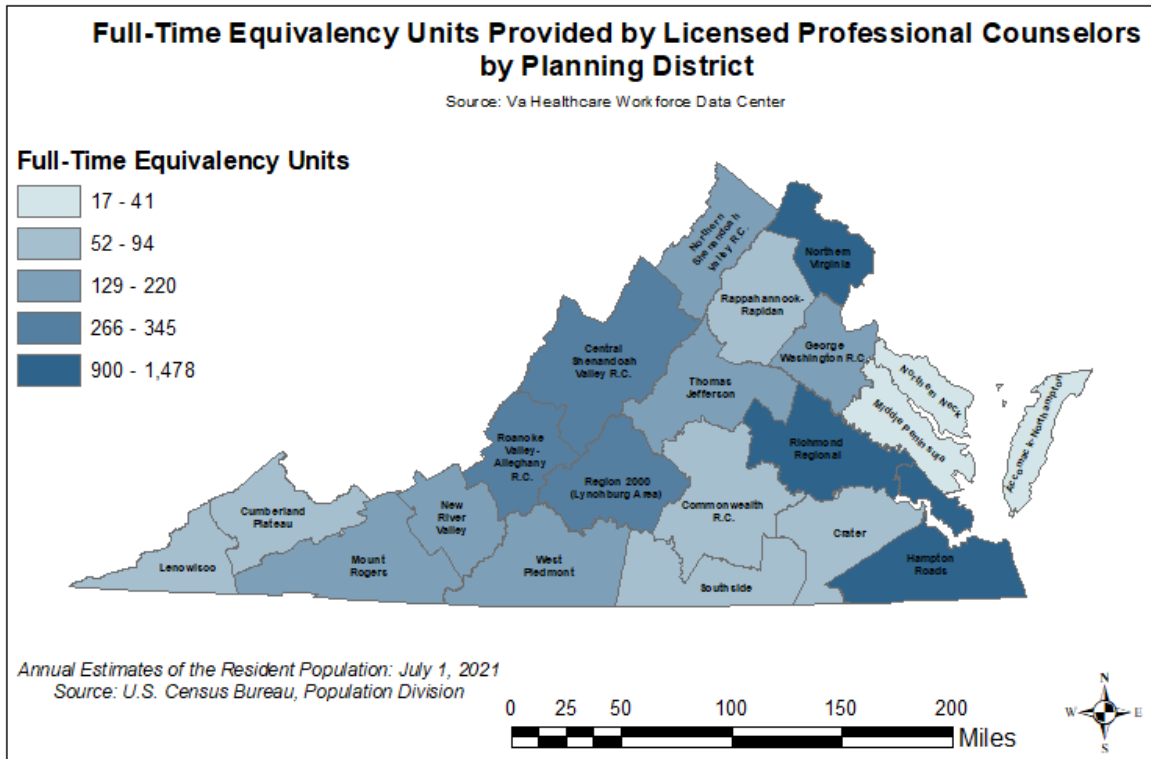 Full-Time Equivalency Units Provided by Licensed Professional Counselors
by Planning District
Source: Va Healthcare Workforce Data Center
Full-Time Equivalency Units
17 - 41
52 - 94
129 - 220
266 - 345
900 - 1,478
Northern
Shenandoah
Valley R.C.
Northern
Virginia
Rappahannock-
Rapidan
Central
Shenandoah
Valley R.C.
George
Washington R.C.
Northern Neck
Thomas
Jefferson
Middle Peninsula
Accomack-Northampton
Roanoke
Valley-
Alleghany
R.C.
Richmond
Regional
Region 2000
(Lynchburg Area)
Commonwealth
R.C.
Cumberland
Plateau
New
River
Valley
Crater
Lenowisco
Mount
Rogers
West
Piedmont
Southside
Hampton
Roads
Annual Estimates of the Resident Population: July 1, 2021
Source: U.S. Census Bureau, Population Division
0 25 50 100 150 200
Miles
N
W E
S